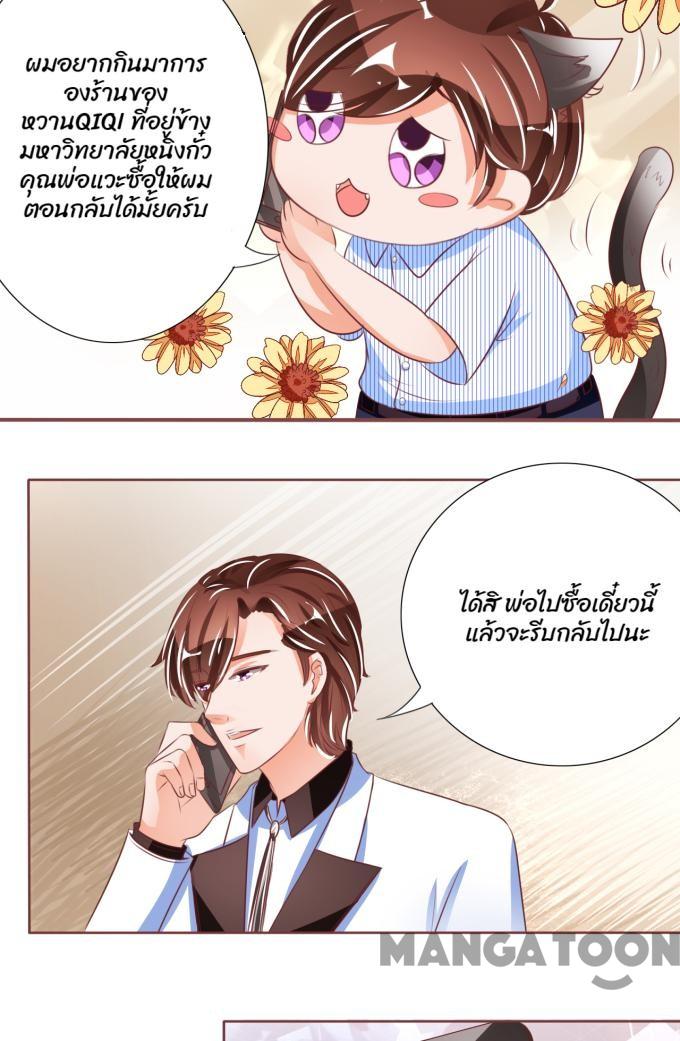 ผมอยากกินมาการ
องร้านของ
หวานQIQI ที่อยู่ข้าง
มหาวิทยาลัยหนิงกั๋ว
คุณพ่อแวะซื้อให้ผม
ตอนกลับได้มั้ยครับ
ได้สิ พ่อไปซื้อเดี๋ยวนี้
แล้วจะรีบกลับไปนะ
MANGATOON